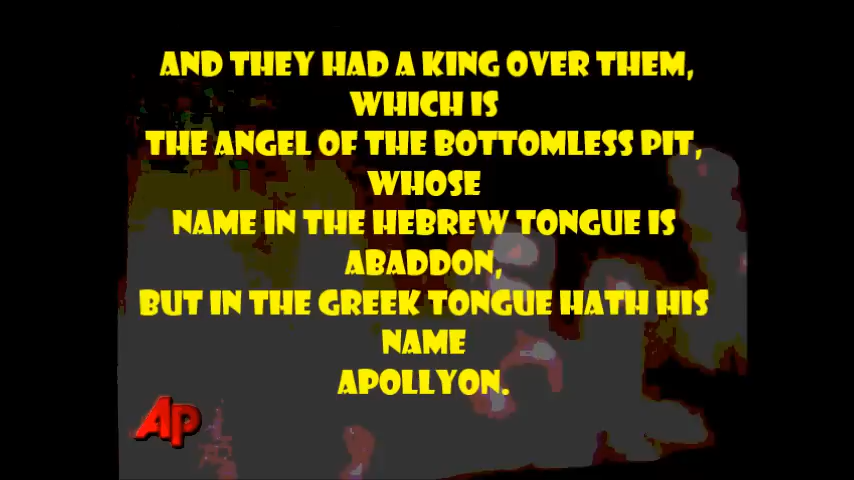 AND THEY HAD A KING OVER THEM,
WHICH IS
THE ANGEL OF THE BOTTOMLESS PIT,
WHOSE
NAME IN THE HEBREW TONGUE IS
ABADDON,
BUT IN THE GREEK TONGUE HATH HIS
NAME
APOLLYON.
AP